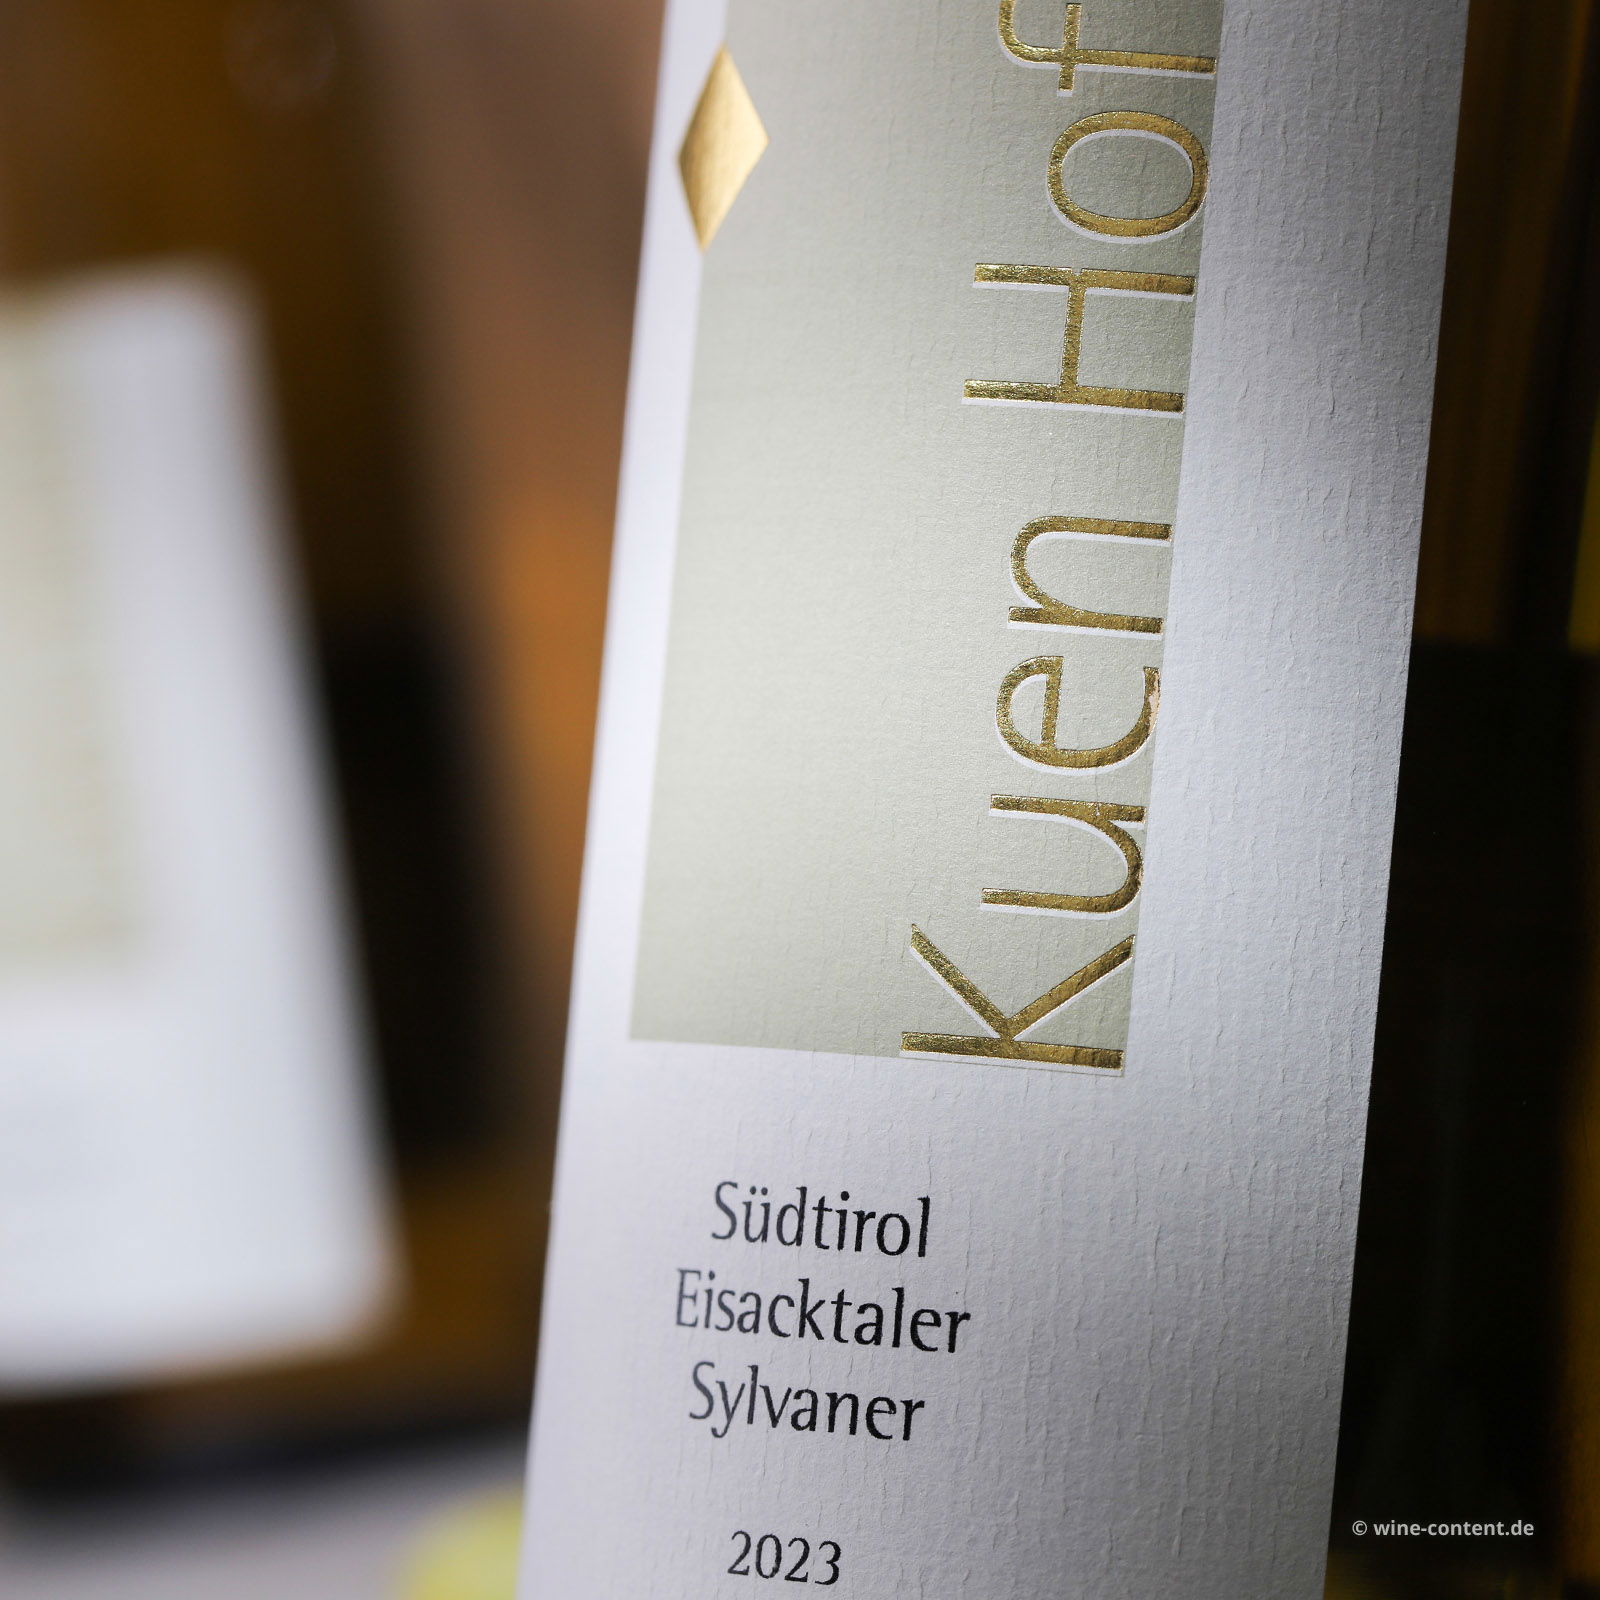 Kuen Hof
Südtirol
Eisacktaler
Sylvaner
2023
© wine-content.de